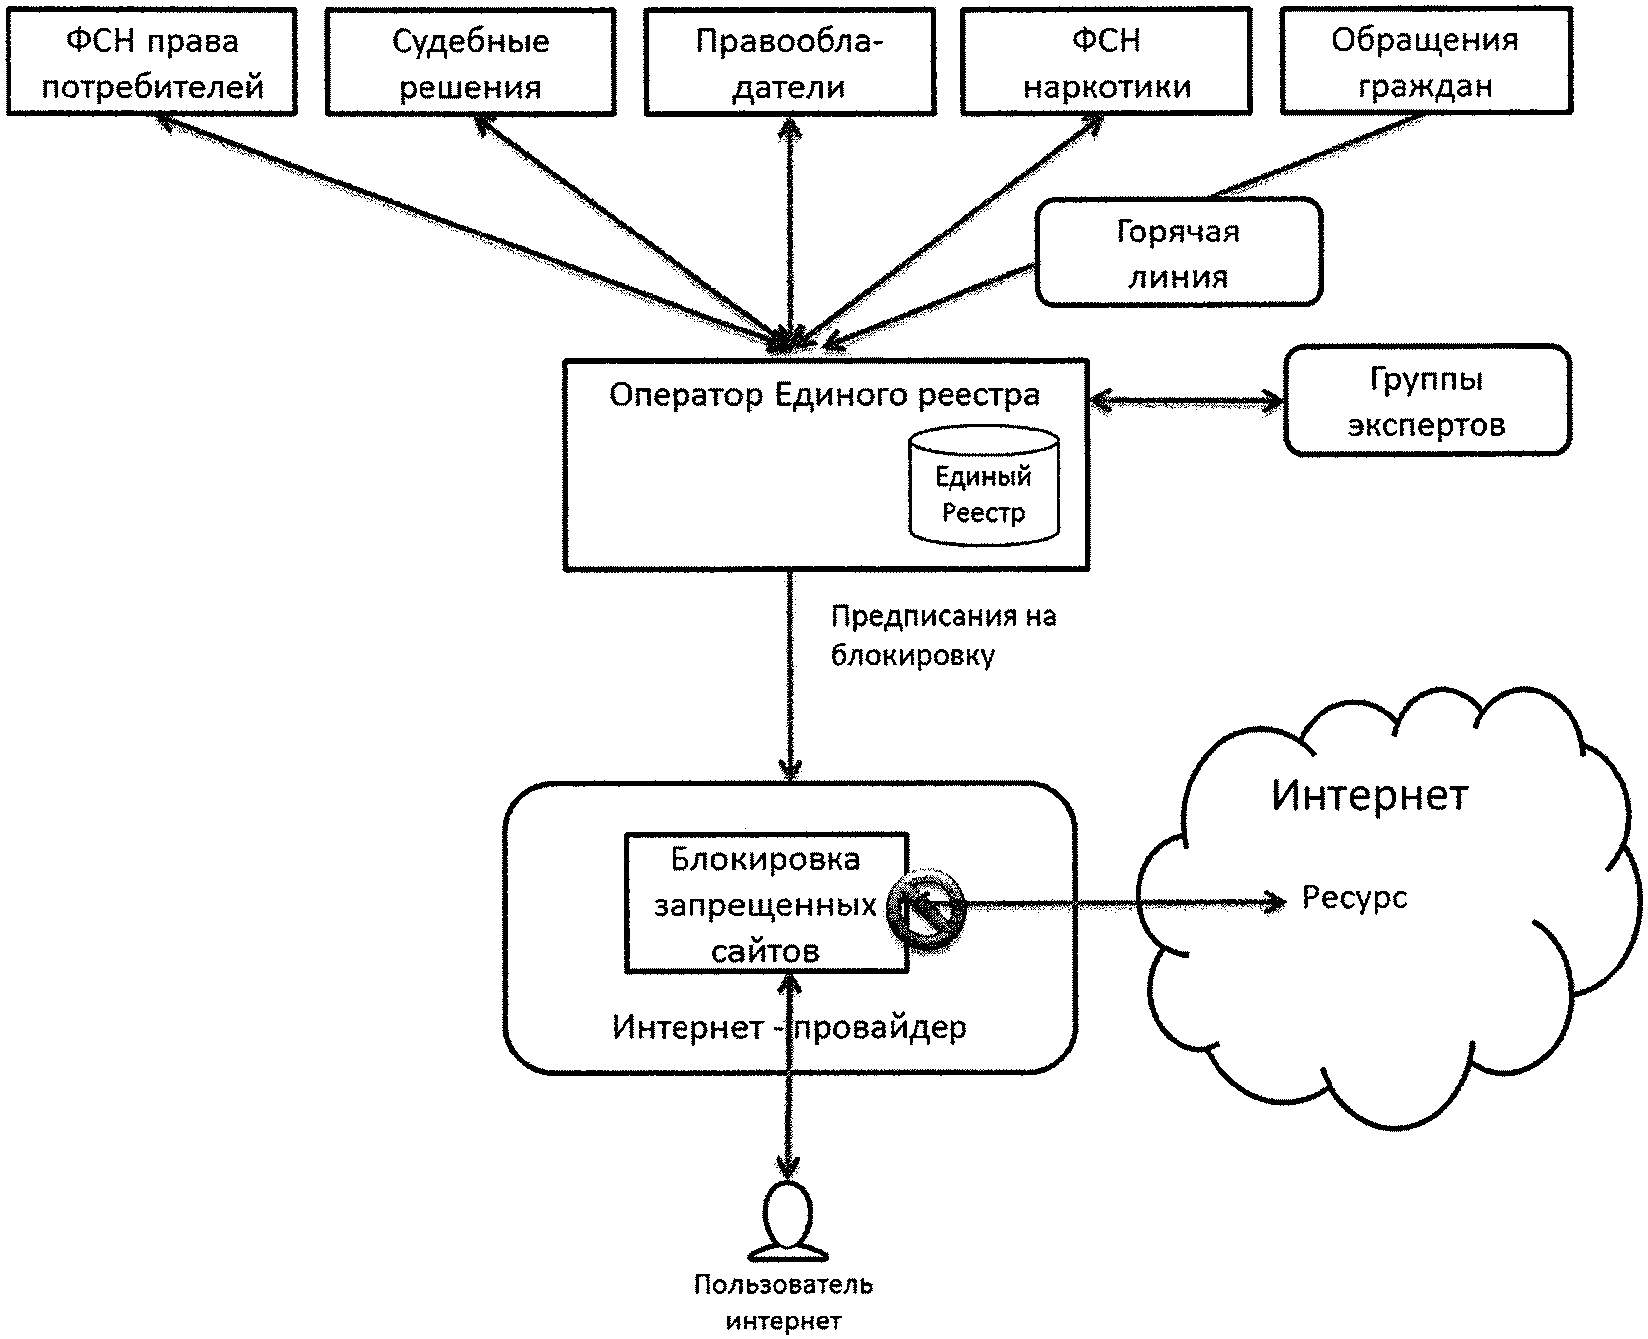 ФСН права
потребителей
Судебные
решения
Правообла-
датели
ФСН
наркотики
Обращения
граждан
Горячая
линия
Оператор Единого реестра
Единый
Реестр
Группы
экспертов
Предписания на
блокировку
Интернет
Ресурс
Блокировка
запрещенных
сайтов
Интернет - провайдер
Пользователь
интернет